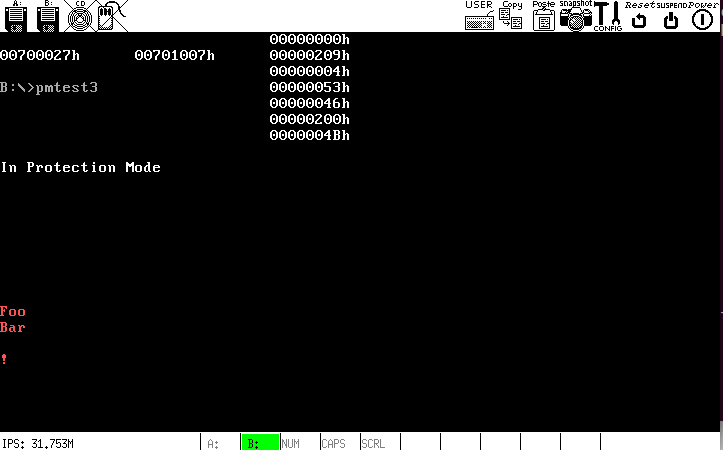 A: B: CD USER Copy Paste snapshot CONFIG Reset SUSPEND Power
00000000h
00700027h 00701007h 00000209h
00000004h
B:\>pmtest3 00000053h
00000046h
00000200h
0000004Bh
In Protection Mode
Foo
Bar
!
IPS: 31.753M A: B: NUM CAPS SCRL